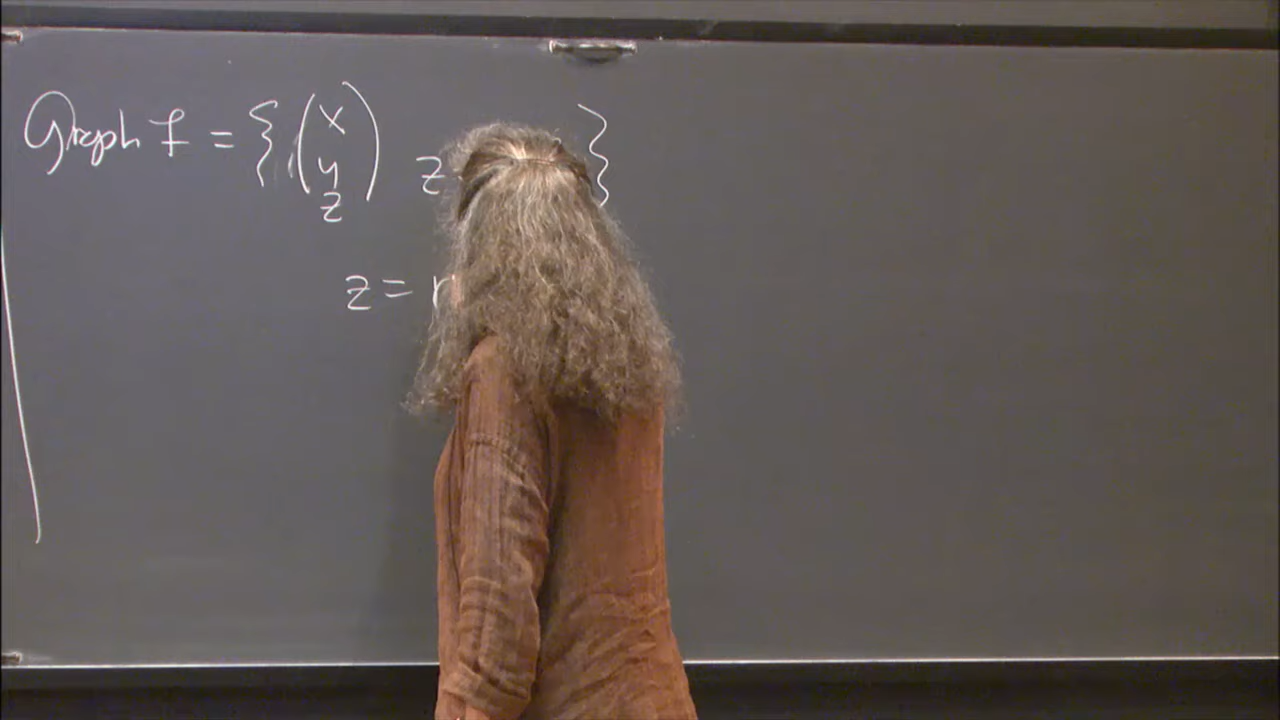 Graph f = { ( x y z ) z }
z = r